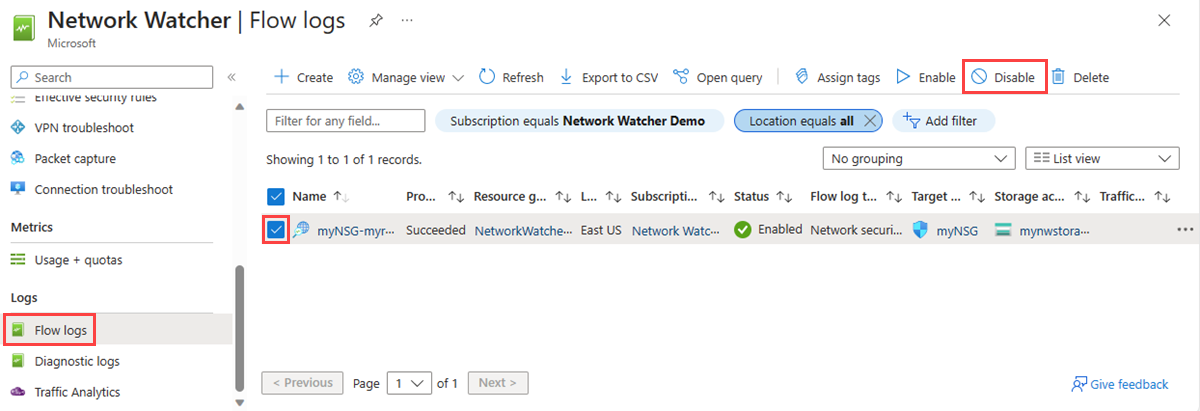 Network Watcher | Flow logs
Microsoft
Search
Effective security rules
VPN troubleshoot
Packet capture
Connection troubleshoot
Metrics
Usage + quotas
Logs
Flow logs
Diagnostic logs
Traffic Analytics
Create Manage view Refresh Export to CSV Open query Assign tags Enable Disable Delete
Filter for any field... Subscription equals Network Watcher Demo Location equals all Add filter
Showing 1 to 1 of 1 records. No grouping List view
Name Pro... Resource g... L... Subscripti... Status Flow log t... Target ... Storage ac... Traffic...
myNSG-myr... Succeeded NetworkWatche... East US Network Watc... Enabled Network securi... myNSG mynwstora...
< Previous Page 1 of 1 Next >
Give feedback